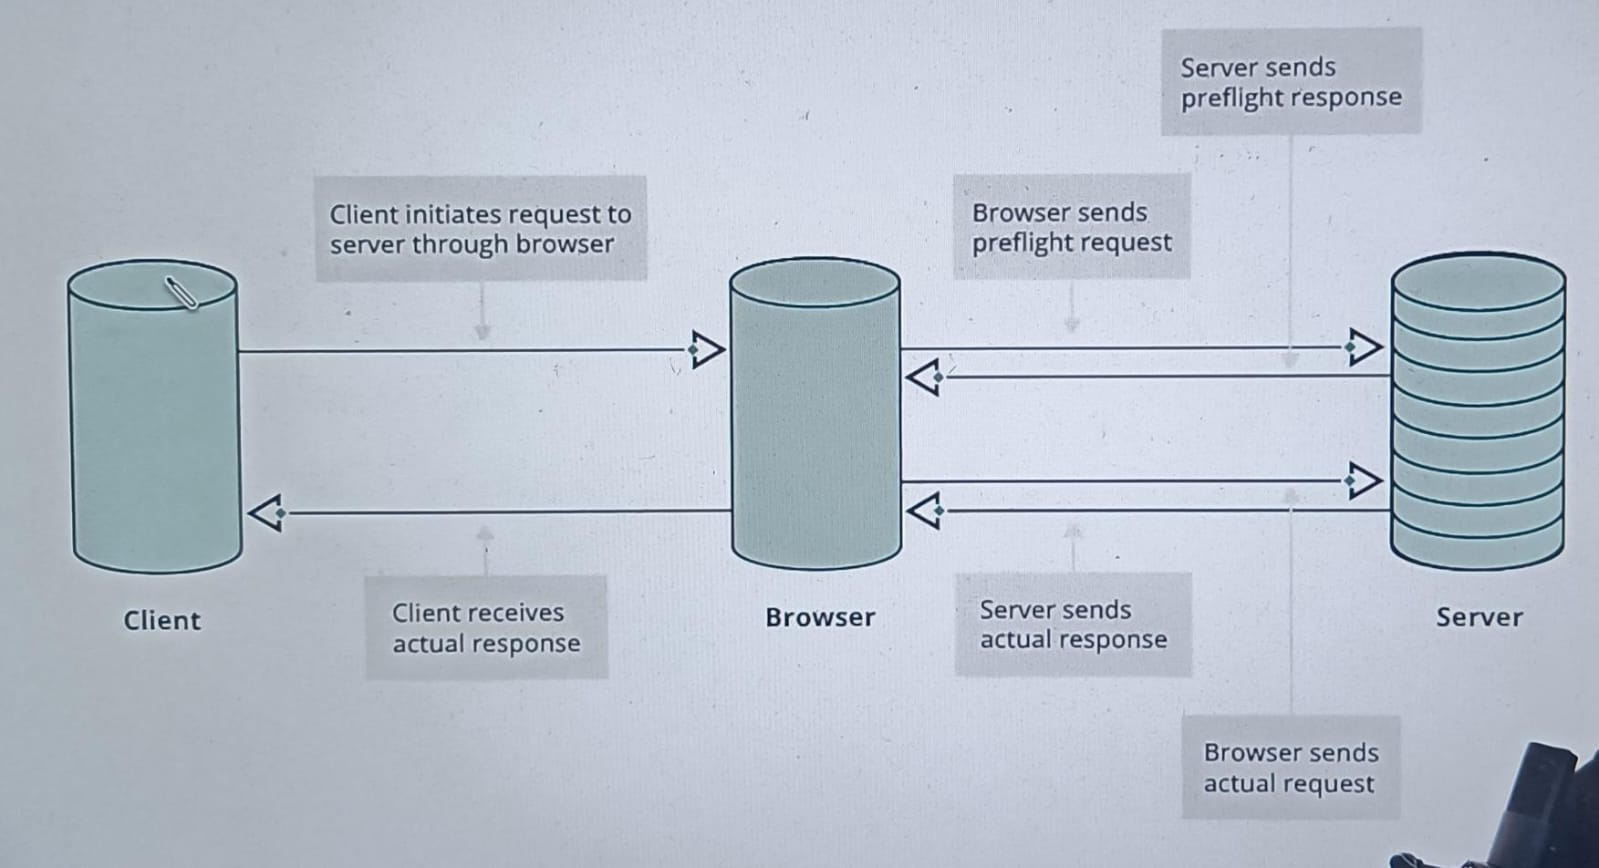 Server sends
preflight response
Client initiates request to
server through browser
Browser sends
preflight request
Client
Client receives
actual response
Browser
Server sends
actual response
Server
Browser sends
actual request